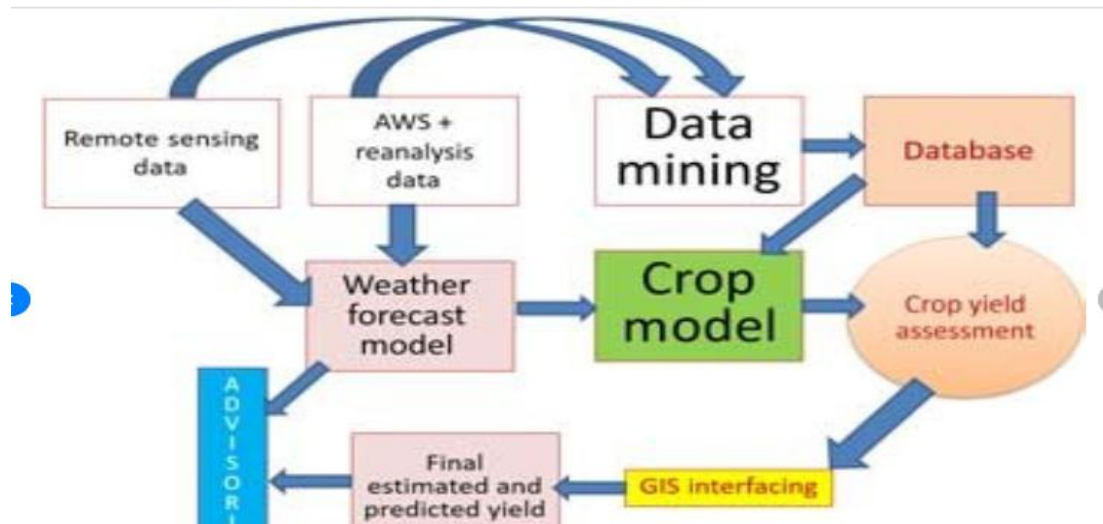 Remote sensing
data
AWS +
reanalysis
data
Data
mining
Database
Weather
forecast
model
Crop
model
Crop yield
assessment
A
D
V
I
S
O
R
I
Final
estimated and
predicted yield
GIS interfacing